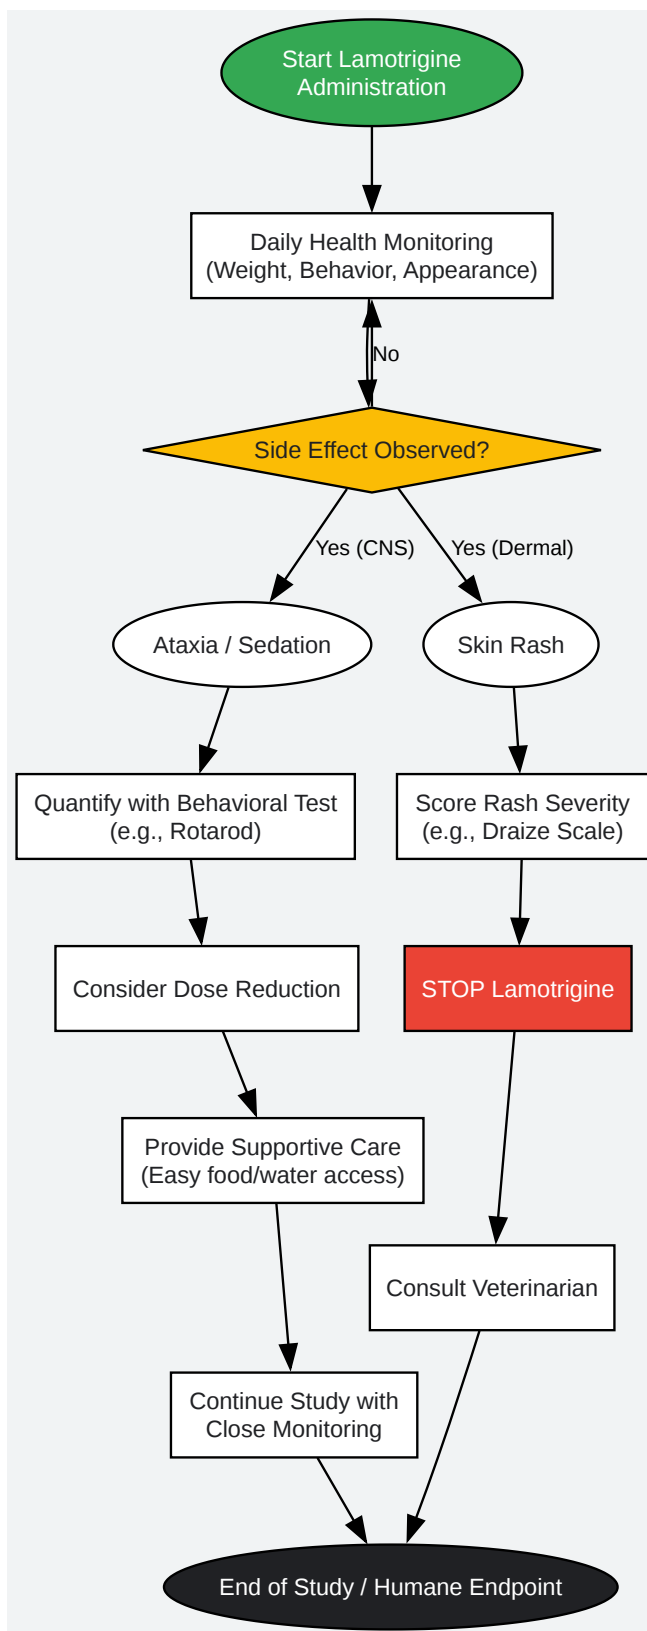 Start Lamotrigine
Administration
Daily Health Monitoring
(Weight, Behavior, Appearance)
No
Side Effect Observed?
Yes (CNS)
Yes (Dermal)
Ataxia / Sedation
Skin Rash
Quantify with Behavioral Test
(e.g., Rotarod)
Score Rash Severity
(e.g., Draize Scale)
Consider Dose Reduction
STOP Lamotrigine
Provide Supportive Care
(Easy food/water access)
Consult Veterinarian
Continue Study with
Close Monitoring
End of Study / Humane Endpoint